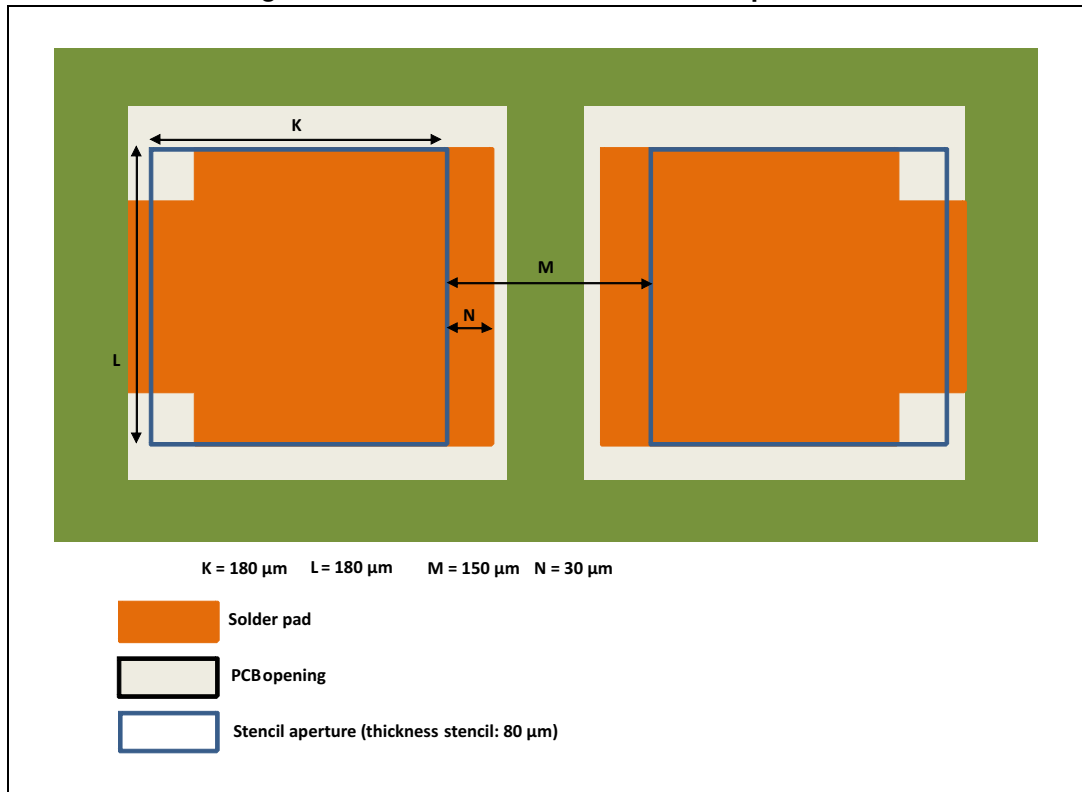 K
M
N
L
K = 180 µm L = 180 µm M = 150 µm N = 30 µm
Solder pad
PCB opening
Stencil aperture (thickness stencil: 80 µm)